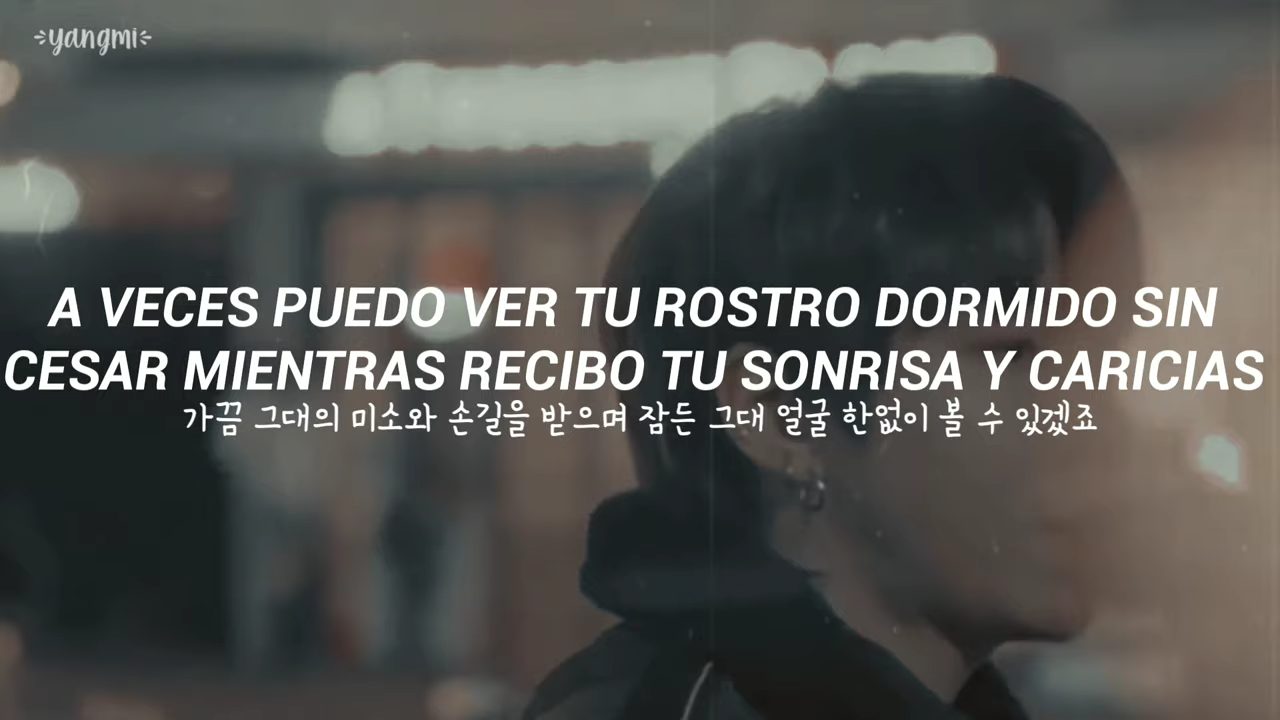 yangmi
A VECES PUEDO VER TU ROSTRO DORMIDO SIN
CESAR MIENTRAS RECIBO TU SONRISA Y CARICIAS
가끔 그대의 미소와 손길을 받으며 잠든 그대 얼굴 한없이 볼 수 있겠죠